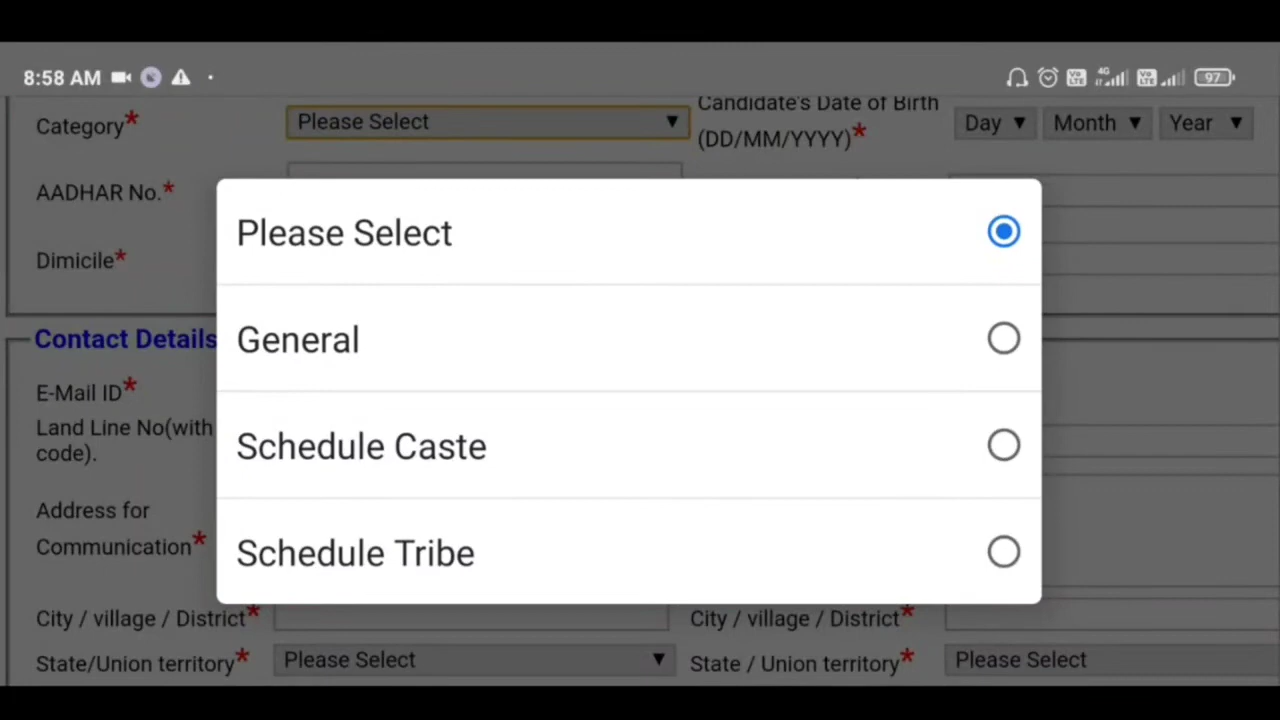 8:58 AM
4G
97
Category* Please Select Candidate's Date of Birth
(DD/MM/YYYY)* Day Month Year
AADHAR No.*
Please Select
Dimicile*
General
Contact Details
E-Mail ID*
Land Line No(with
code).
Schedule Caste
Address for
Communication*
Schedule Tribe
City / village / District* City / village / District*
State/Union territory* Please Select State / Union territory* Please Select